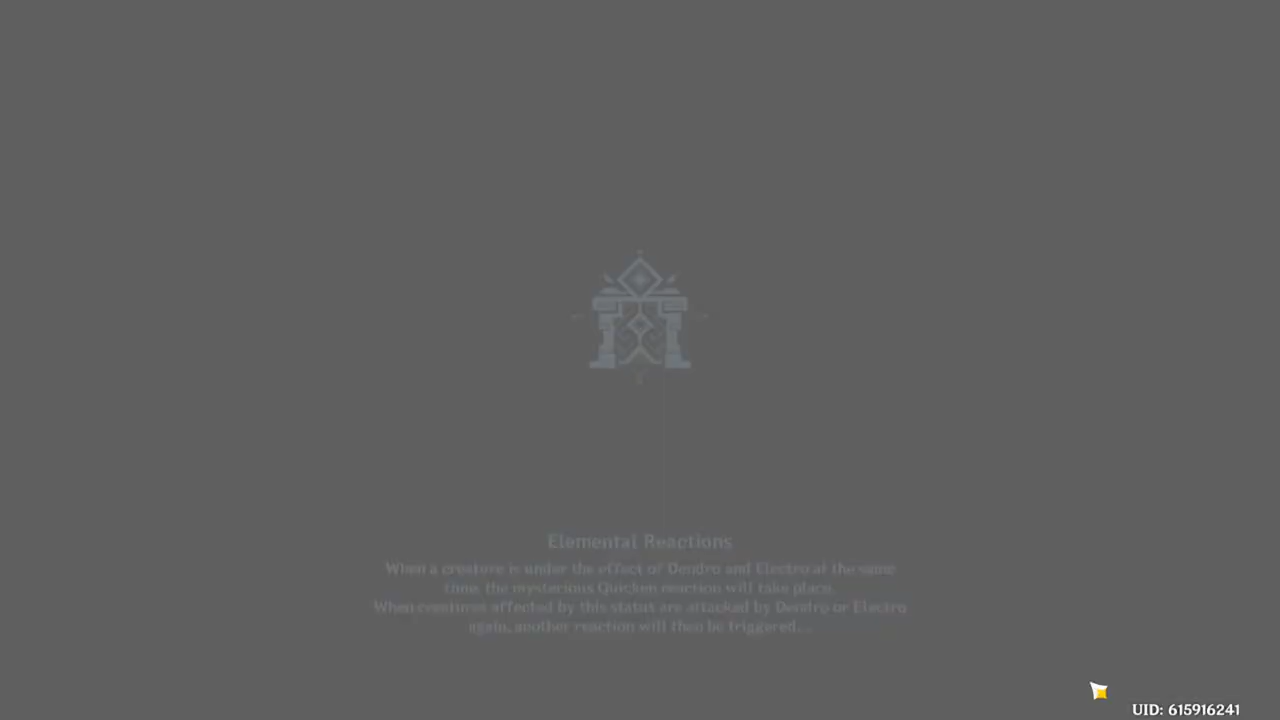 Elemental Reactions
When a creature is under the effect of Dendro and Electro at the same
time, the mysterious Quicken reaction will take place.
When creatures affected by this status are attacked by Dendro or Electro
again, another reaction will then be triggered...
UID: 615916241